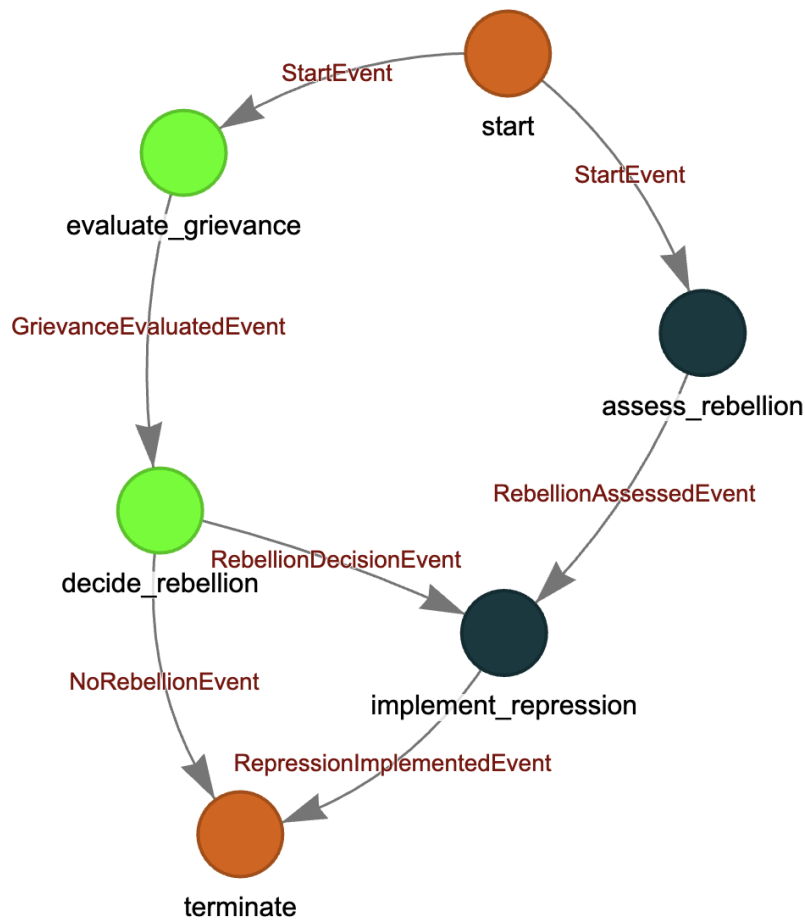 StartEvent
start
StartEvent
evaluate_grievance
GrievanceEvaluatedEvent
assess_rebellion
RebellionAssessedEvent
RebellionDecisionEvent
decide_rebellion
NoRebellionEvent
implement_repression
RepressionImplementedEvent
terminate